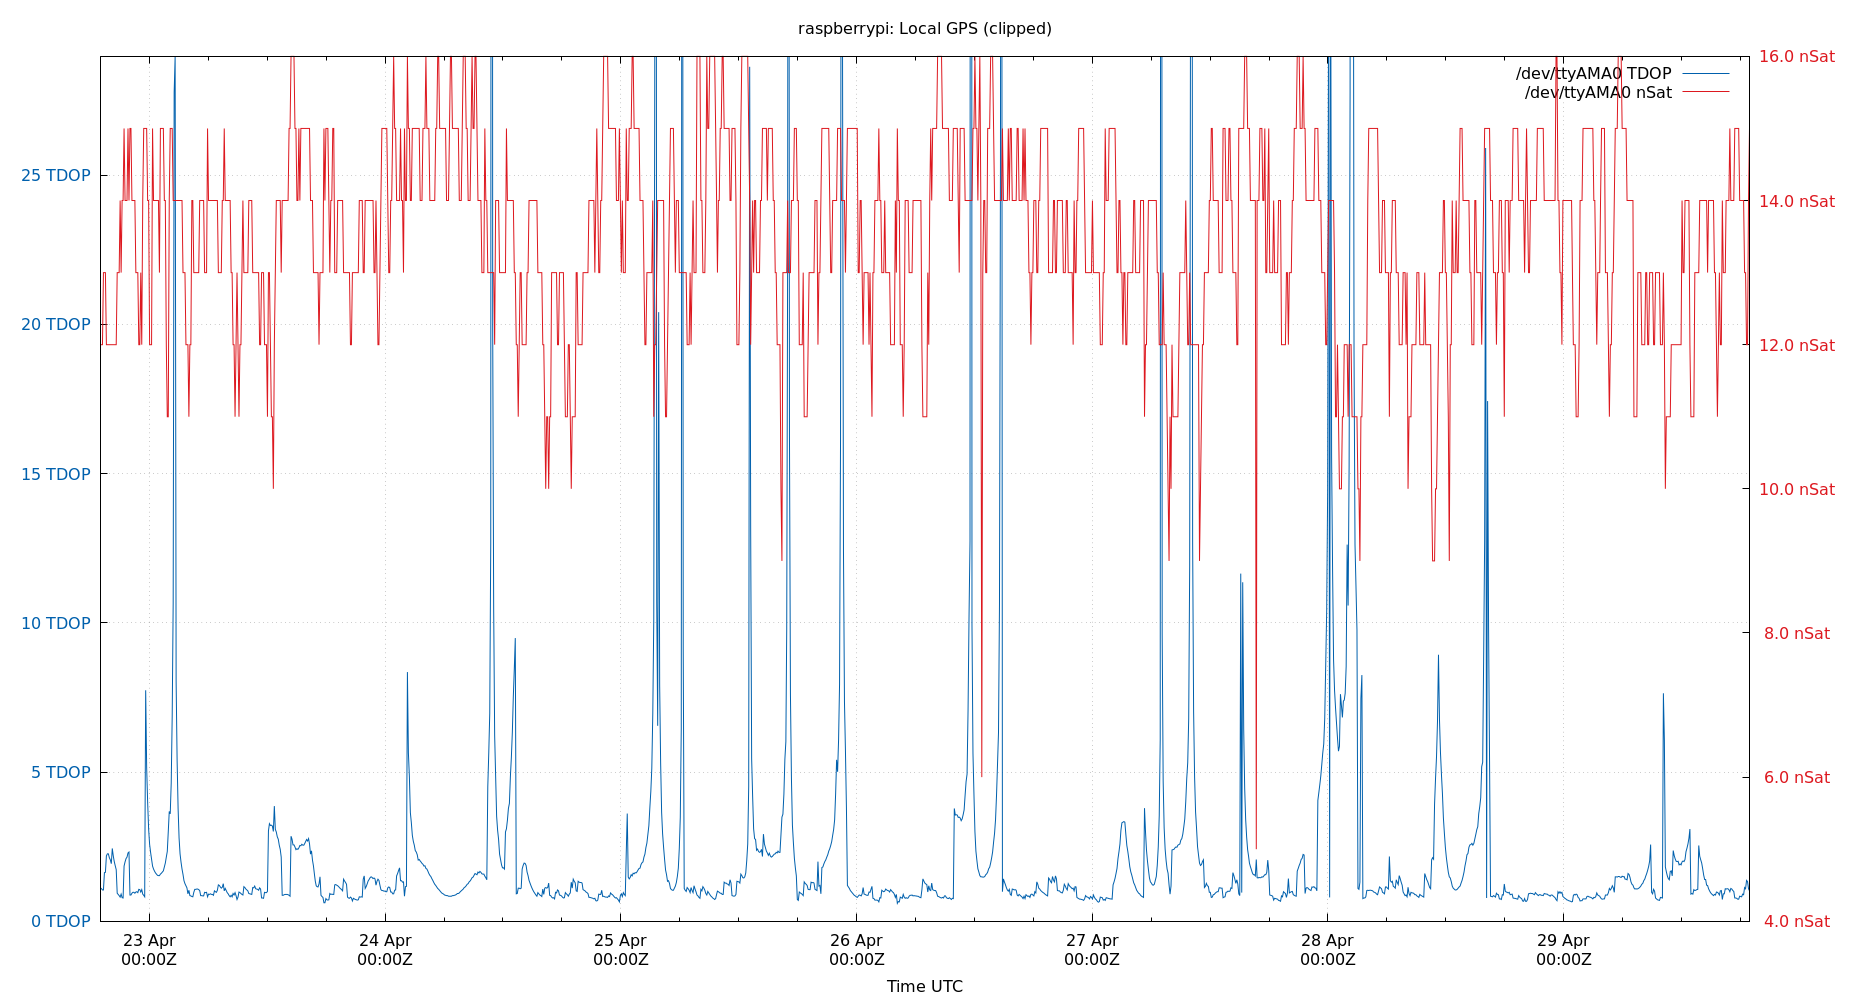 raspberrypi: Local GPS (clipped)
/dev/ttyAMA0 TDOP
/dev/ttyAMA0 nSat
25 TDOP
20 TDOP
15 TDOP
10 TDOP
5 TDOP
0 TDOP
16.0 nSat
14.0 nSat
12.0 nSat
10.0 nSat
8.0 nSat
6.0 nSat
4.0 nSat
23 Apr 24 Apr 25 Apr 26 Apr 27 Apr 28 Apr 29 Apr
00:00Z 00:00Z 00:00Z 00:00Z 00:00Z 00:00Z 00:00Z
Time UTC